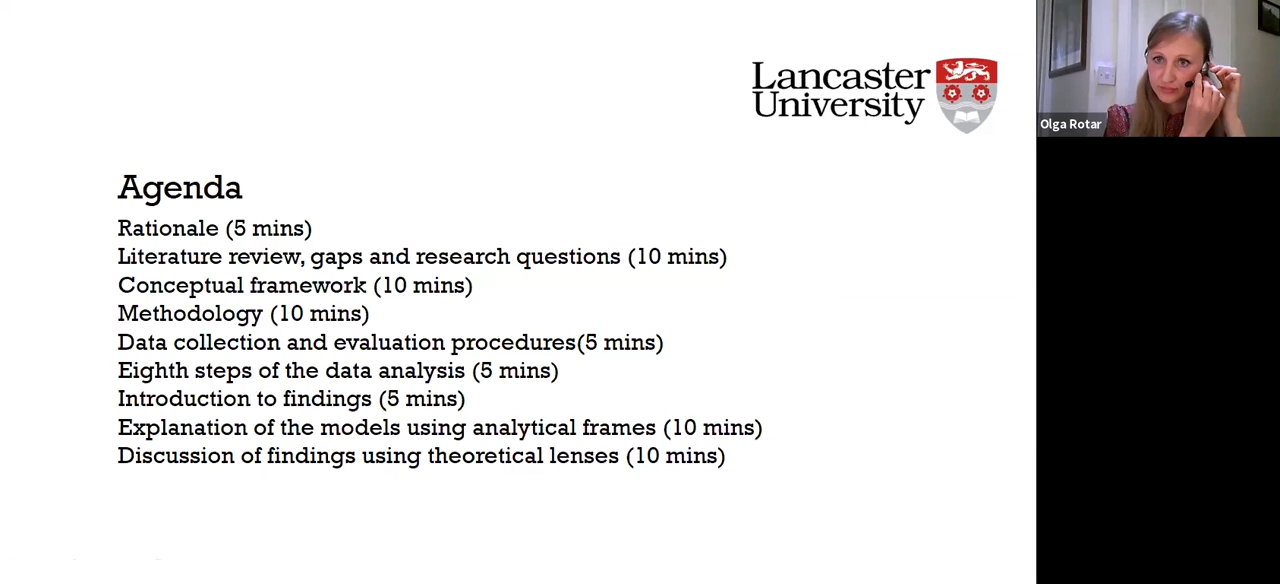 Lancaster
University
Olga Rotar
Agenda
Rationale (5 mins)
Literature review, gaps and research questions (10 mins)
Conceptual framework (10 mins)
Methodology (10 mins)
Data collection and evaluation procedures(5 mins)
Eighth steps of the data analysis (5 mins)
Introduction to findings (5 mins)
Explanation of the models using analytical frames (10 mins)
Discussion of findings using theoretical lenses (10 mins)